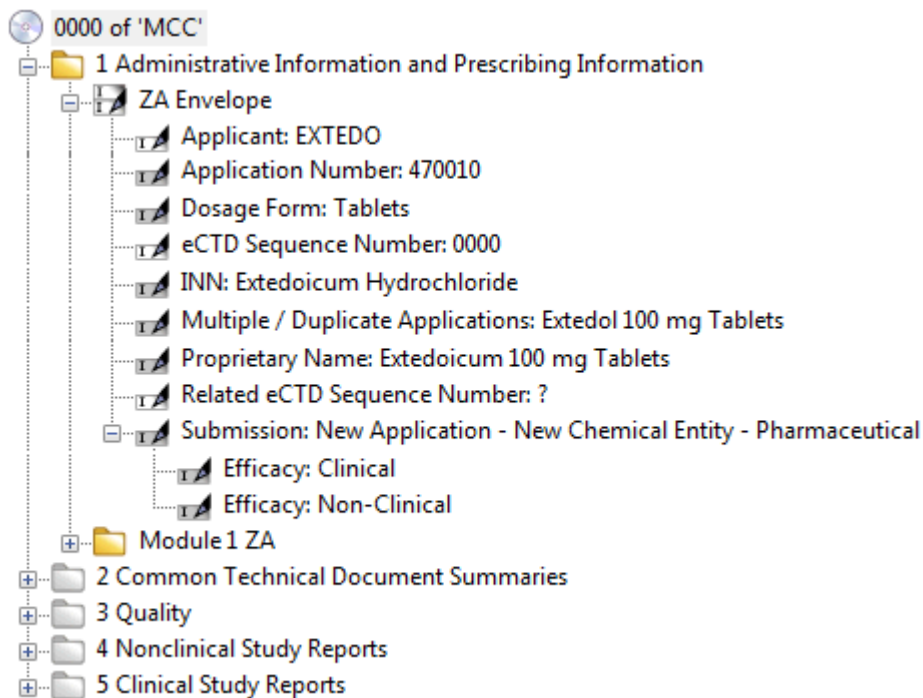 0000 of 'MCC'
1 Administrative Information and Prescribing Information
ZA Envelope
Applicant: EXTEDO
Application Number: 470010
Dosage Form: Tablets
eCTD Sequence Number: 0000
INN: Extedoicum Hydrochloride
Multiple / Duplicate Applications: Extedol 100 mg Tablets
Proprietary Name: Extedoicum 100 mg Tablets
Related eCTD Sequence Number: ?
Submission: New Application - New Chemical Entity - Pharmaceutical
Efficacy: Clinical
Efficacy: Non-Clinical
Module 1 ZA
2 Common Technical Document Summaries
3 Quality
4 Nonclinical Study Reports
5 Clinical Study Reports